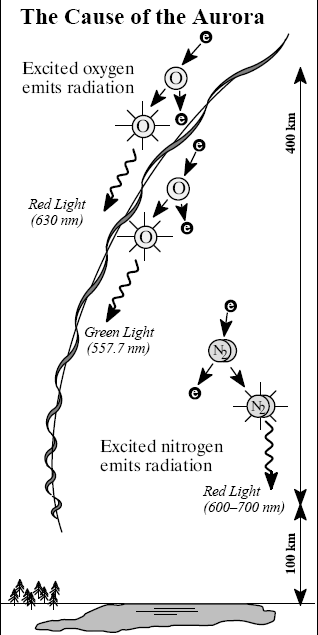 The Cause of the Aurora
e
Excited oxygen
emits radiation
O
400 km
e
O
e
O
Red Light
(630 nm)
e
O
Green Light
(557.7 nm)
e
N2
e
N2
Excited nitrogen
emits radiation
Red Light
(600–700 nm)
100 km